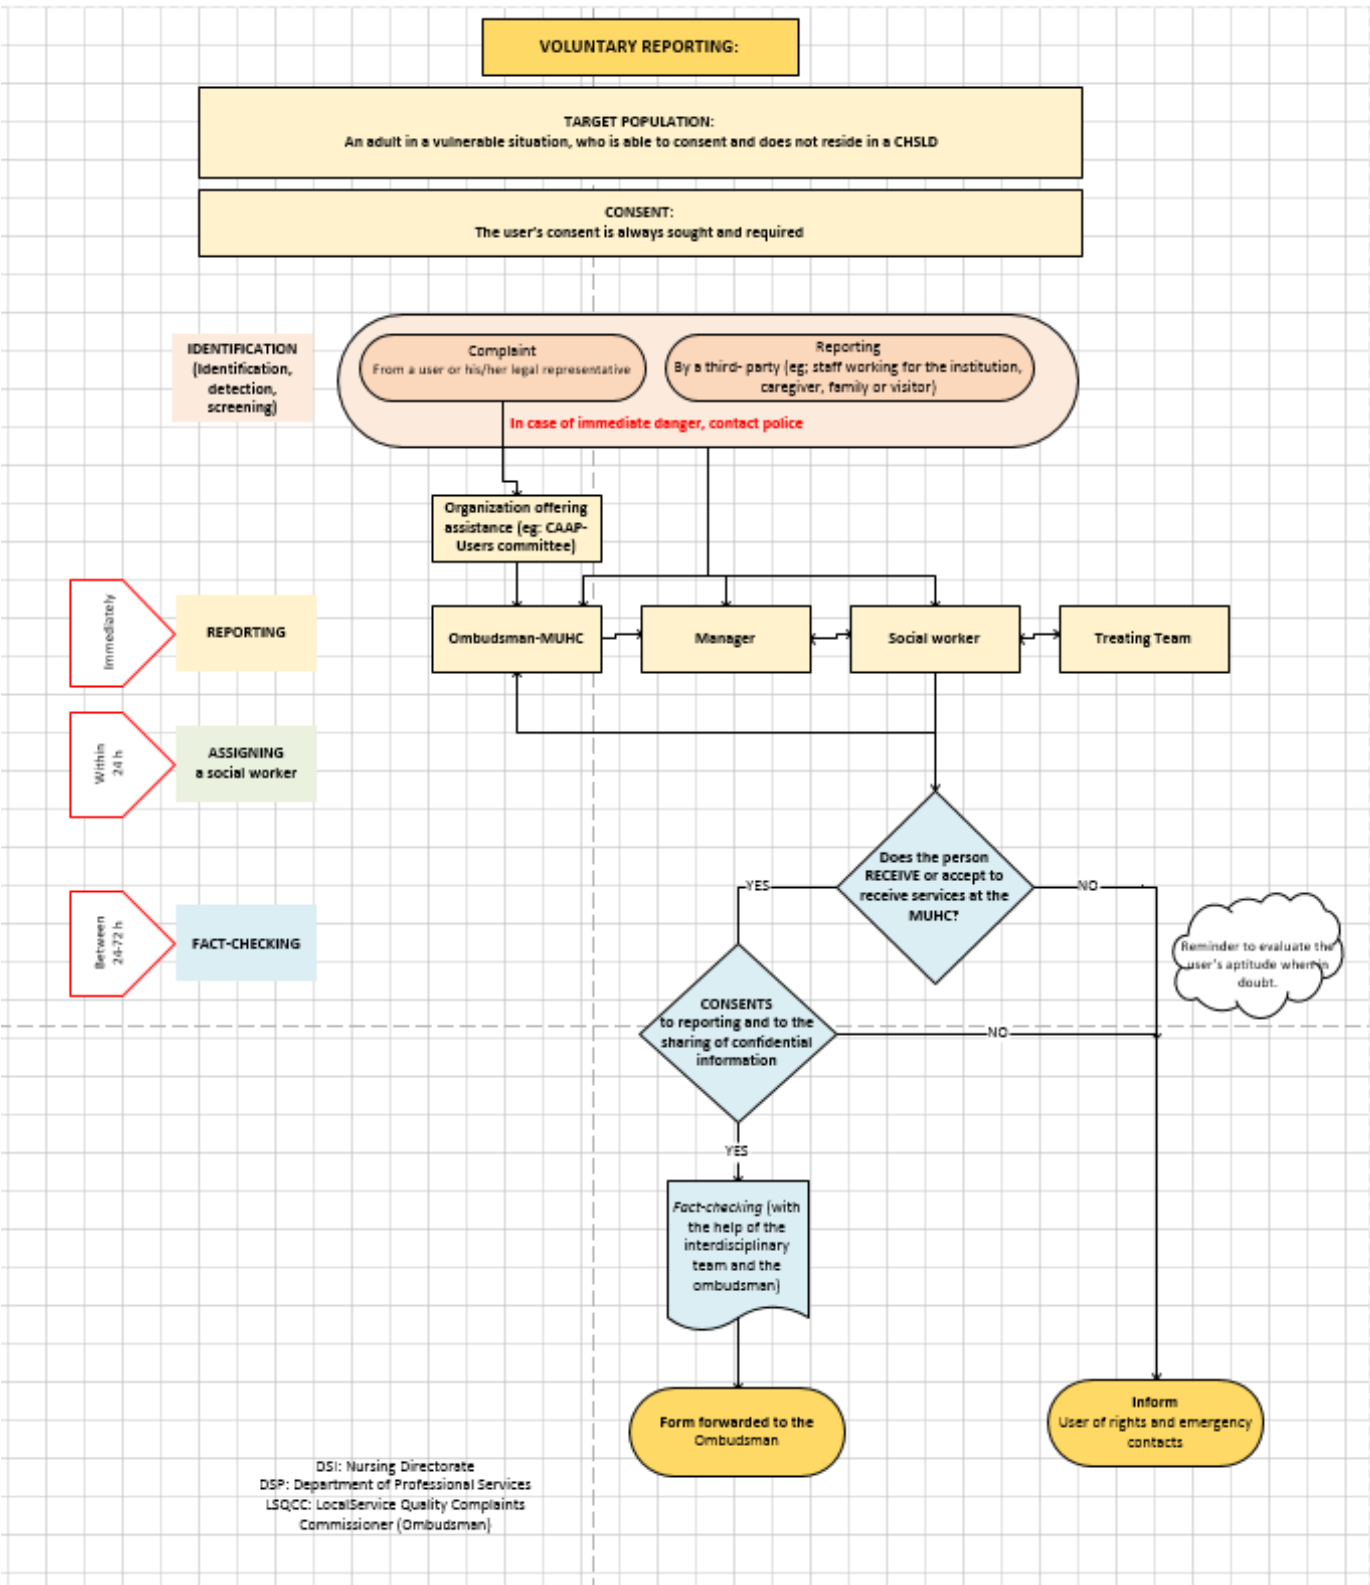 VOLUNTARY REPORTING:
TARGET POPULATION:
An adult in a vulnerable situation, who is able to consent and does not reside in a CHSLD
CONSENT:
The user's consent is always sought and required
IDENTIFICATION
(Identification,
detection,
screening)
Complaint
From a user or his/her legal representative
Reporting
By a third- party (eg; staff working for the institution,
caregiver, family or visitor)
In case of immediate danger, contact police
Organization offering
assistance (eg: CAAP-
Users committee)
Immediately
REPORTING
Ombudsman-MUHC
Manager
Social worker
Treating Team
Within
24 h
ASSIGNING
a social worker
Does the person
RECEIVE or accept to
receive services at the
MUHC?
YES
NO
Between
24-72 h
FACT-CHECKING
Reminder to evaluate the
user's aptitude when in
doubt.
CONSENTS
to reporting and to the
sharing of confidential
information
NO
YES
Fact-checking (with
the help of the
interdisciplinary
team and the
ombudsman)
Form forwarded to the
Ombudsman
Inform
User of rights and emergency
contacts
DSI: Nursing Directorate
DSP: Department of Professional Services
LSQCC: LocalService Quality Complaints
Commissioner (Ombudsman)